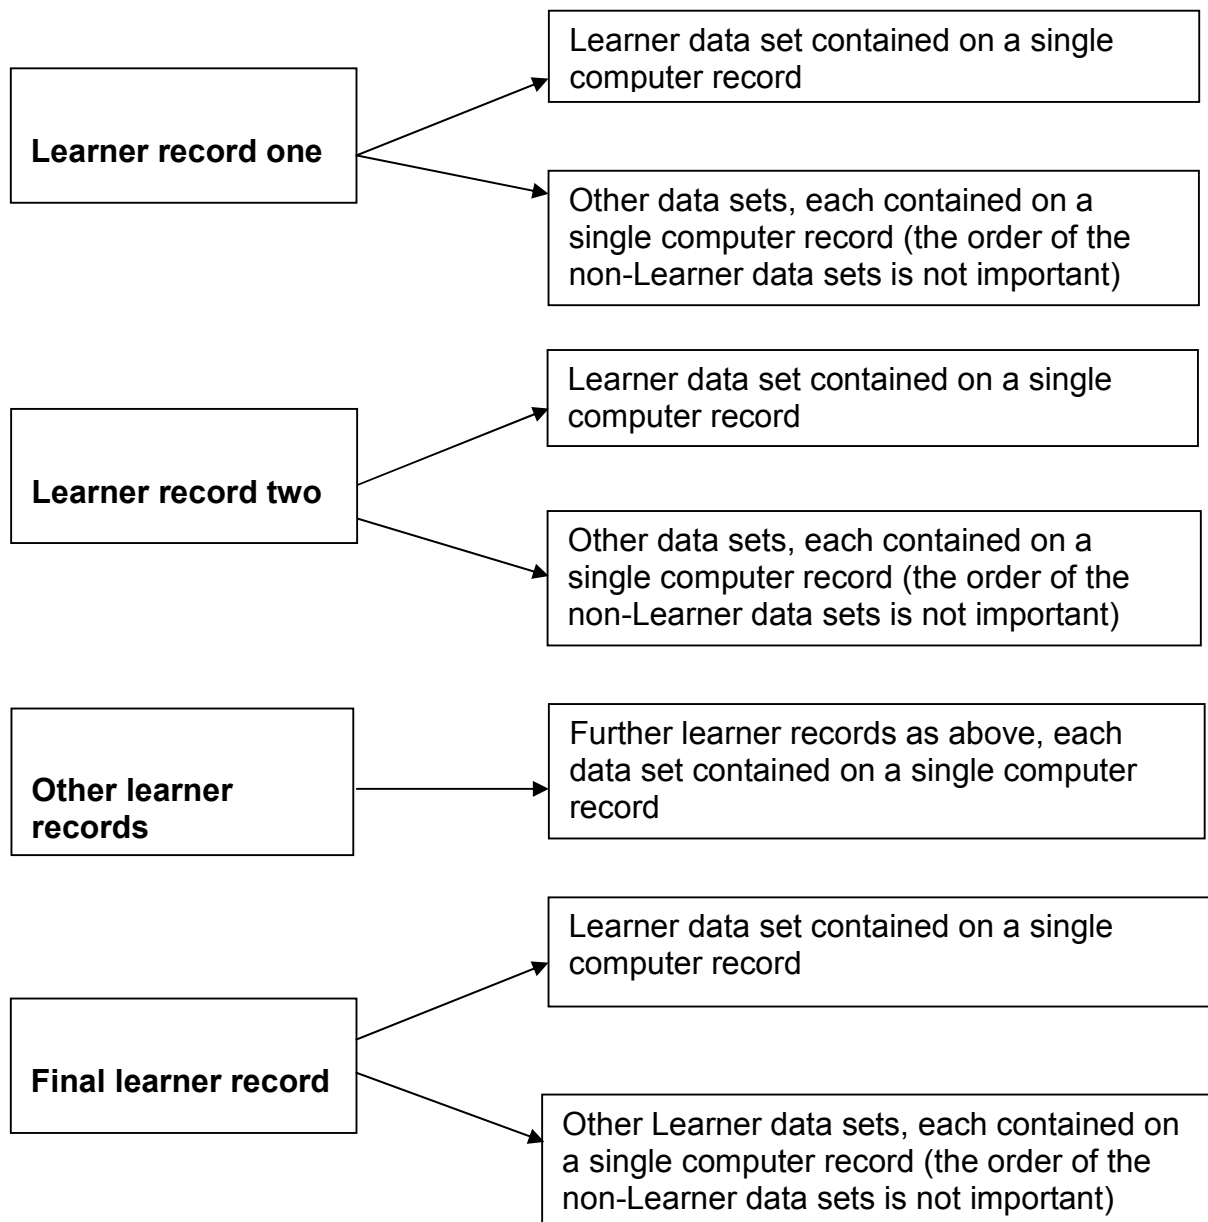 Learner record one
Learner data set contained on a single
computer record
Other data sets, each contained on a
single computer record (the order of the
non-Learner data sets is not important)
Learner record two
Learner data set contained on a single
computer record
Other data sets, each contained on a
single computer record (the order of the
non-Learner data sets is not important)
Other learner
records
Further learner records as above, each
data set contained on a single computer
record
Final learner record
Learner data set contained on a single
computer record
Other Learner data sets, each contained on
a single computer record (the order of the
non-Learner data sets is not important)